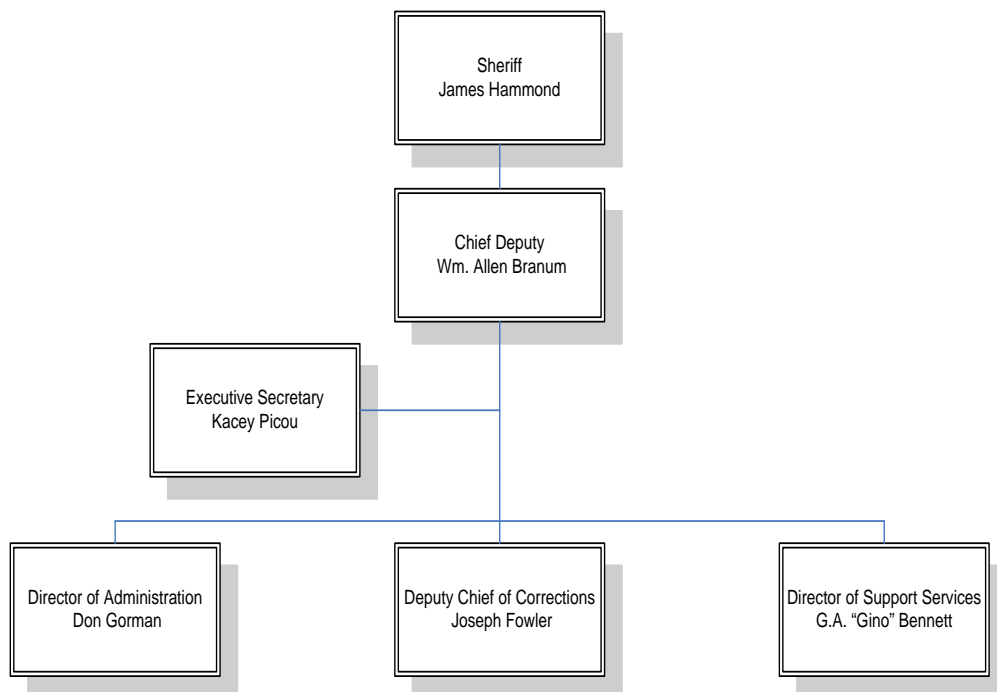 Sheriff
James Hammond
Chief Deputy
Wm. Allen Branum
Executive Secretary
Kacey Picou
Director of Administration
Don Gorman
Deputy Chief of Corrections
Joseph Fowler
Director of Support Services
G.A. “Gino” Bennett